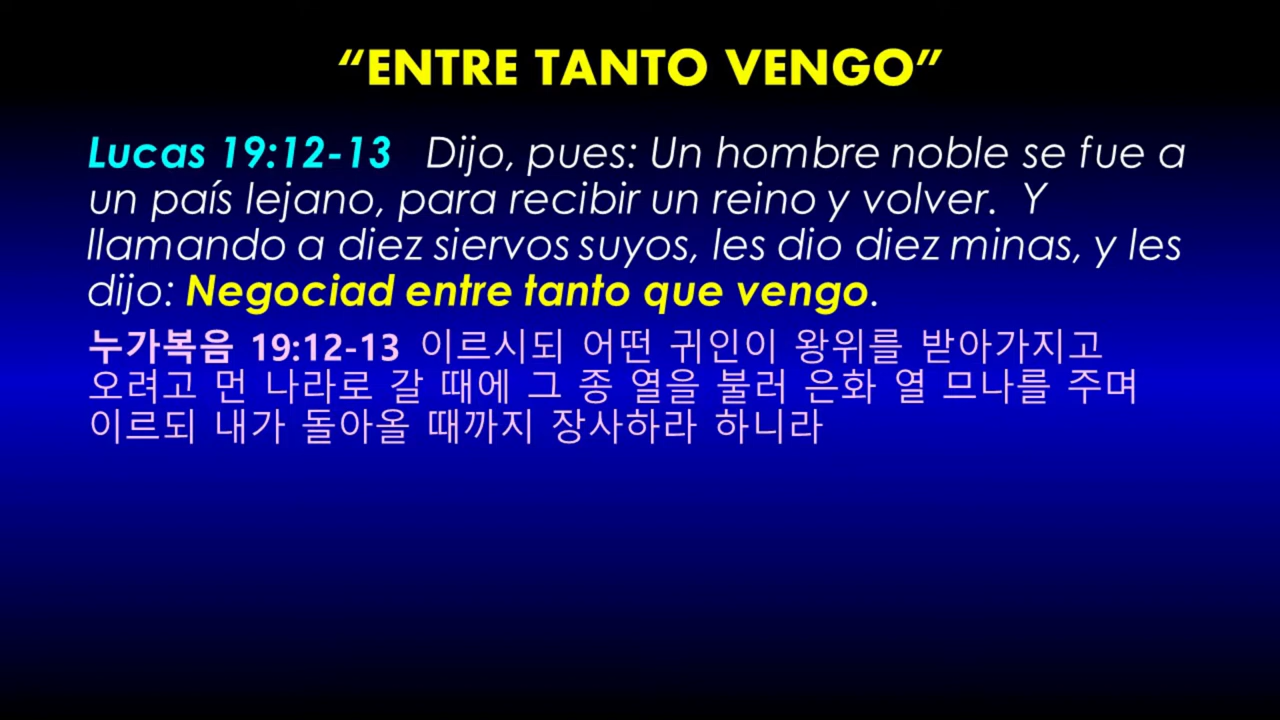 “ENTRE TANTO VENGO”
Lucas 19:12-13 Dijo, pues: Un hombre noble se fue a
un país lejano, para recibir un reino y volver. Y
llamando a diez siervos suyos, les dio diez minas, y les
dijo: Negociad entre tanto que vengo.
누가복음 19:12-13 이르시되 어떤 귀인이 왕위를 받아가지고
오려고 먼 나라로 갈 때에 그 종 열을 불러 은화 열 므나를 주며
이르되 내가 돌아올 때까지 장사하라 하니라